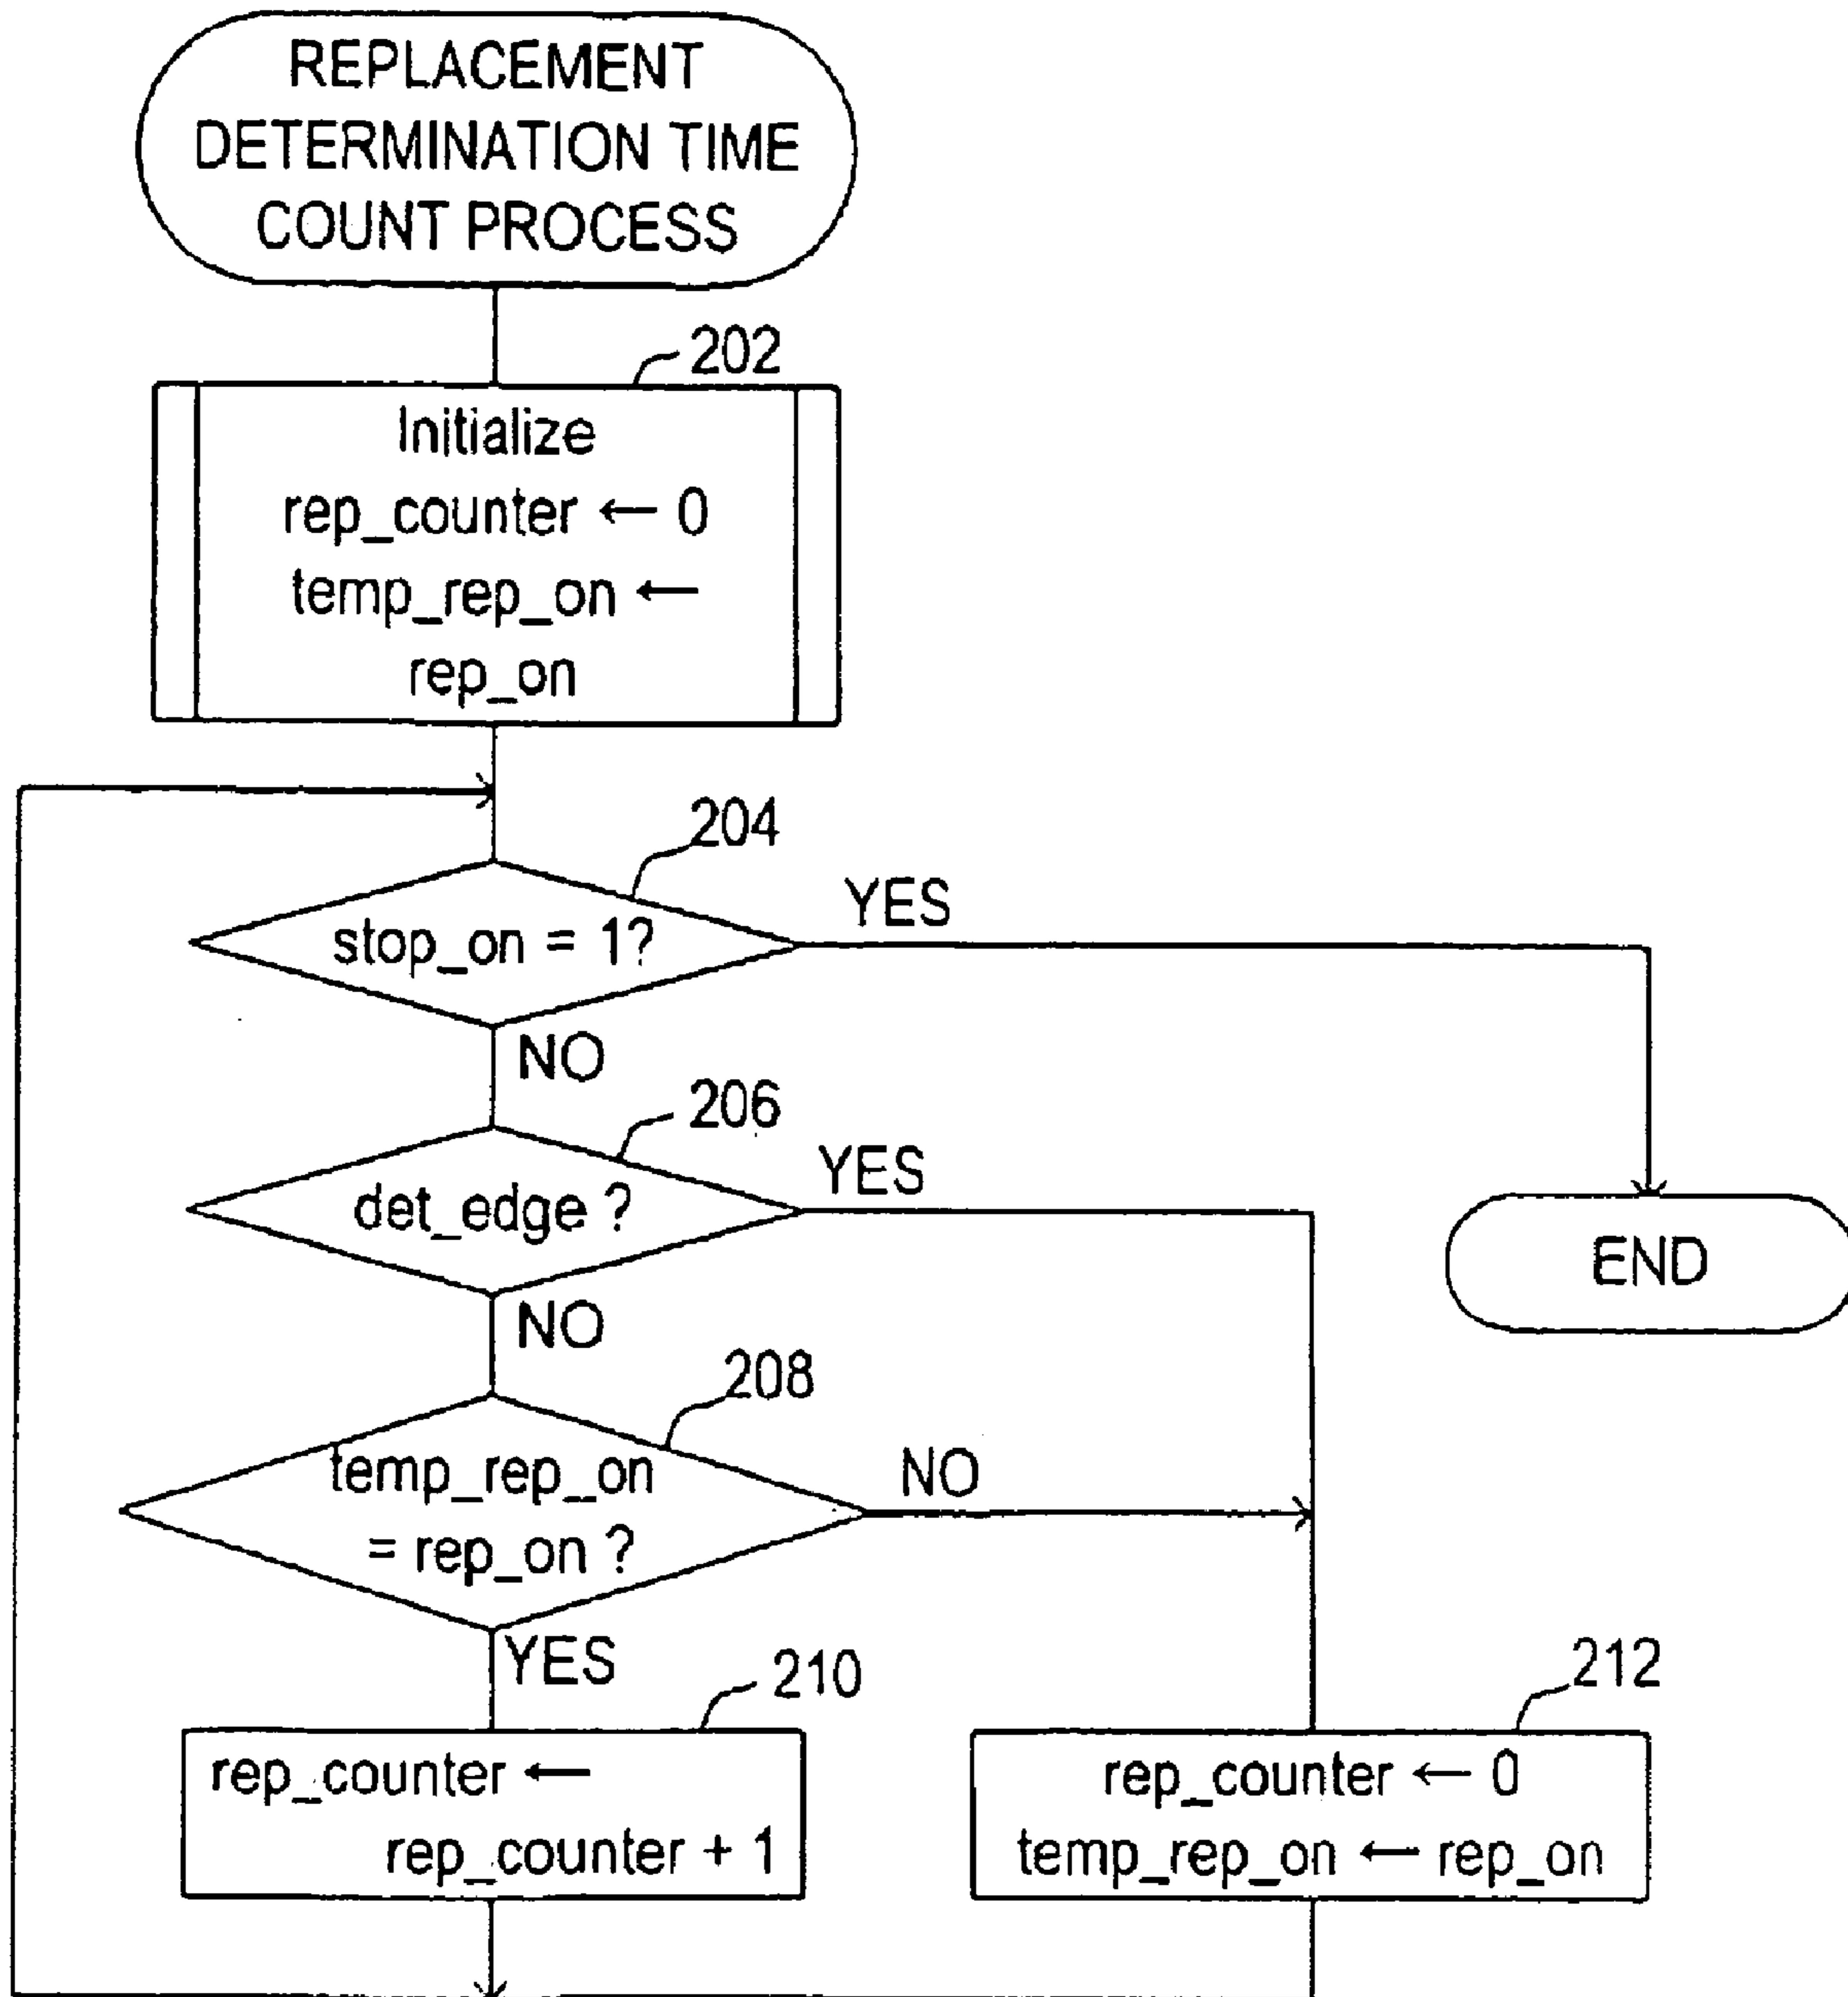 REPLACEMENT
DETERMINATION TIME
COUNT PROCESS
202
Initialize
rep_counter ← 0
temp_rep_on ←
rep_on
204
stop_on = 1?
YES
NO
206
det_edge ?
YES
END
NO
208
temp_rep_on
= rep_on ?
NO
YES
210
rep_counter ←
rep_counter + 1
212
rep_counter ← 0
temp_rep_on ← rep_on